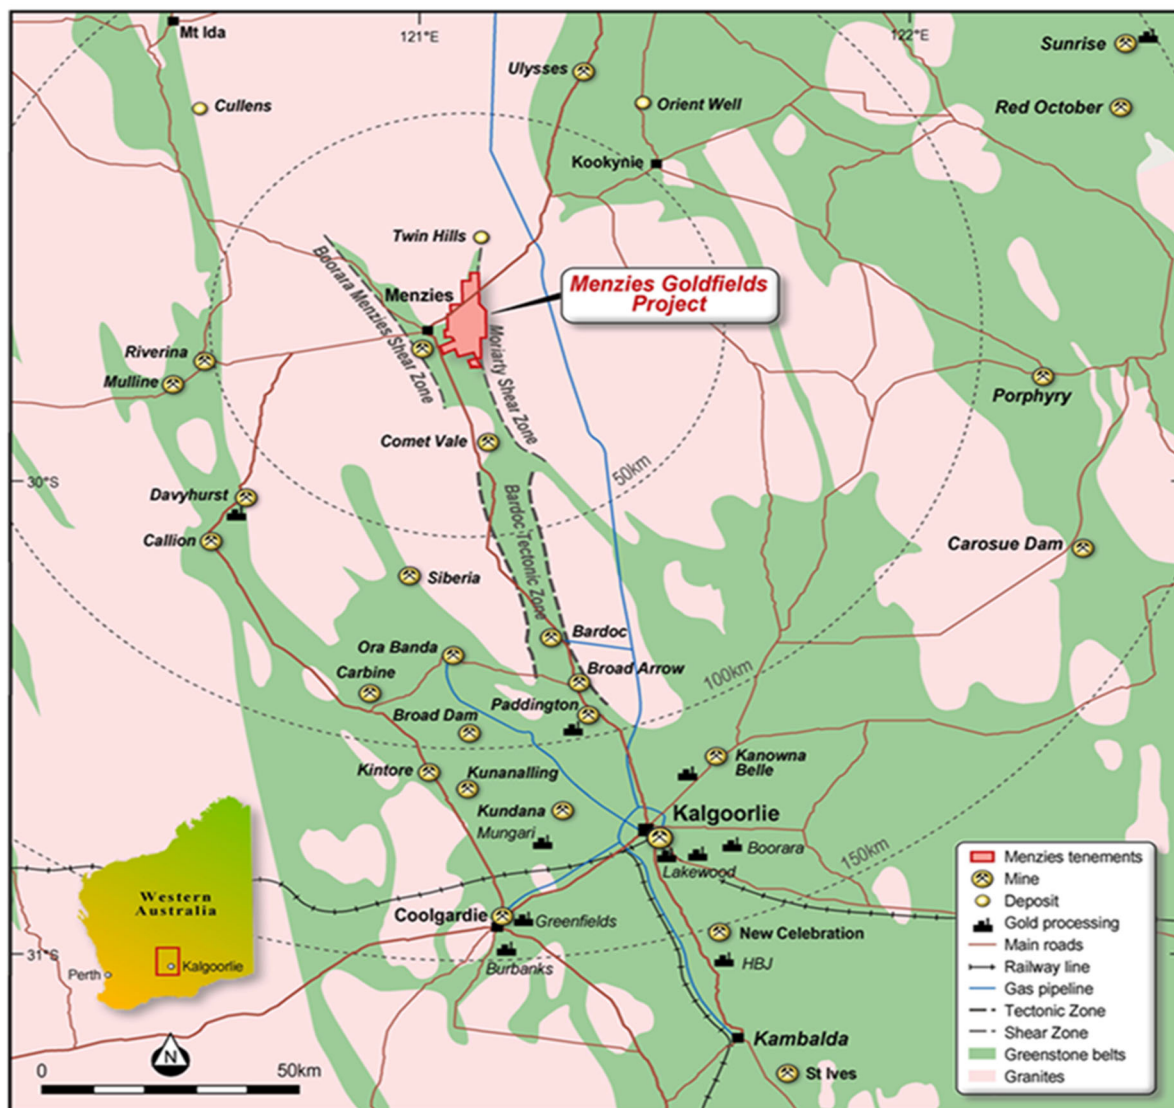 121°E
122°E
Mt Ida
Sunrise
Ulysses
Cullens
Orient Well
Red October
Kookynie
Twin Hills
Boorara Menzies Shear Zone
Menzies
Menzies Goldfields
Project
Moriarty Shear Zone
Riverina
Mulline
Porphyry
Comet Vale
50km
30°S
Davyhurst
Bardoc Tectonic Zone
Callion
Carosue Dam
Siberia
Bardoc
Ora Banda
Broad Arrow
Carbine
100km
Paddington
Broad Dam
Kanowna
Belle
Kintore
Kunanalling
Kundana
Kalgoorlie
Mungari
Boorara
150km
Lakewood
Coolgardie
Greenfields
New Celebration
31°S
Burbanks
HBJ
Kambalda
St Ives
Western
Australia
Perth
Kalgoorlie
N
0
50km
Menzies tenements
Mine
Deposit
Gold processing
Main roads
Railway line
Gas pipeline
Tectonic Zone
Shear Zone
Greenstone belts
Granites